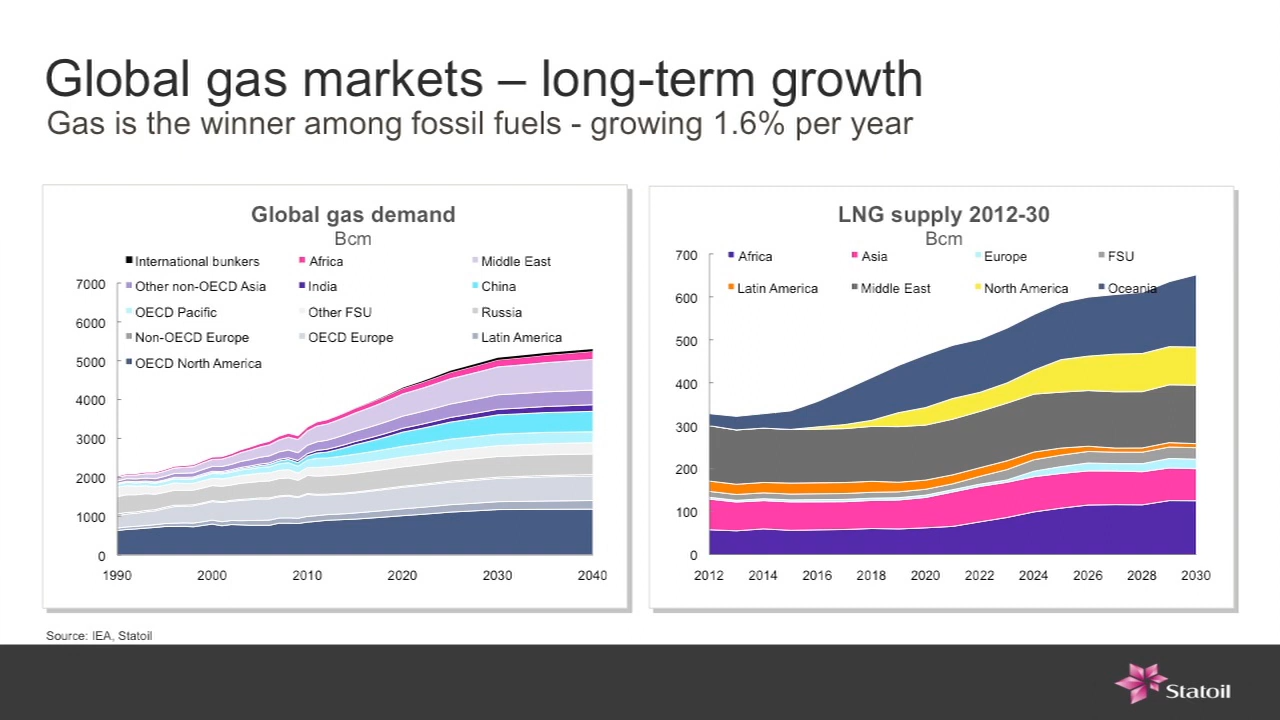 Global gas markets – long-term growth
Gas is the winner among fossil fuels - growing 1.6% per year
Global gas demand
Bcm
International bunkers Africa Middle East
7000 Other non-OECD Asia India China
OECD Pacific Other FSU Russia
6000
Non-OECD Europe OECD Europe Latin America
5000 OECD North America
4000
3000
2000
1000
0
1990 2000 2010 2020 2030 2040
LNG supply 2012-30
Bcm
700 Africa Asia Europe FSU
Latin America Middle East North America Oceania
600
500
400
300
200
100
0
2012 2014 2016 2018 2020 2022 2024 2026 2028 2030
Source: IEA, Statoil
Statoil